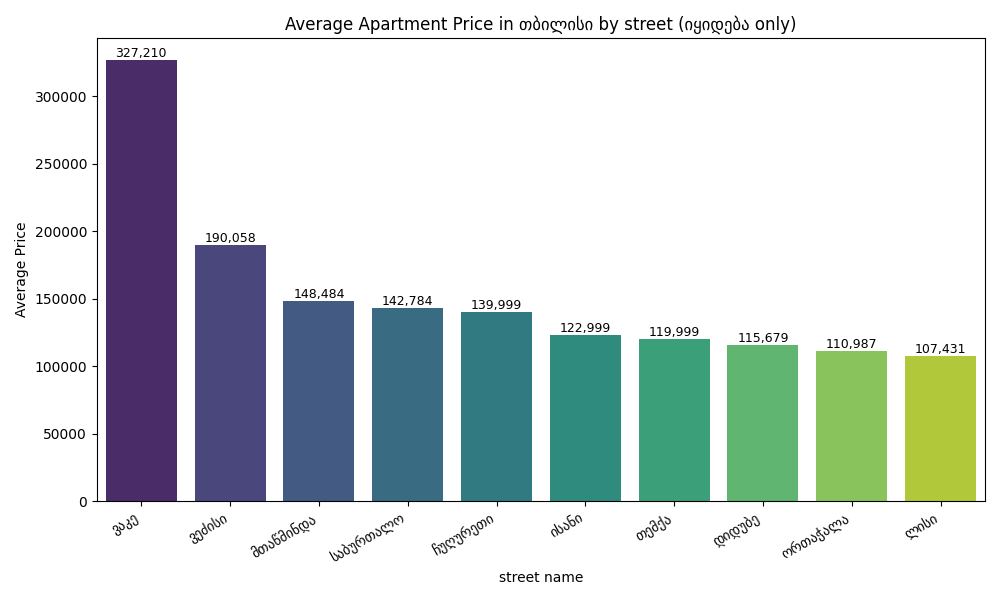 Average Apartment Price in თბილისი by street (იყიდება only)
Average Price
300000
250000
200000
150000
100000
50000
0
327,210
190,058
148,484
142,784
139,999
122,999
119,999
115,679
110,987
107,431
ვაკე
ვეძისი
მთაწმინდა
საბურთალო
ჩუღურეთი
ისანი
თემქა
დიდუბე
ორთაჭალა
ლისი
street name